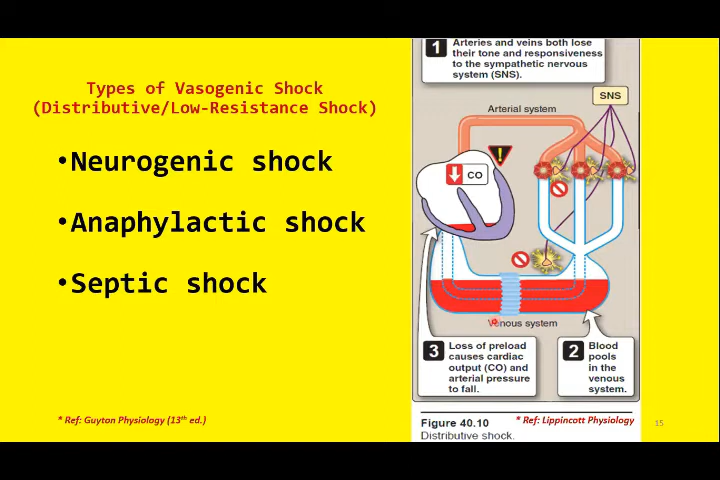 Types of Vasogenic Shock
(Distributive/Low-Resistance Shock)
•Neurogenic shock
•Anaphylactic shock
•Septic shock
* Ref: Guyton Physiology (13th ed.)
1
Arteries and veins both lose
their tone and responsiveness
to the sympathetic nervous
system (SNS).
SNS
Arterial system
CO
Venous system
3
Loss of preload
causes cardiac
output (CO) and
arterial pressure
to fall.
2
Blood
pools
in the
venous
system.
Figure 40.10
Distributive shock.
* Ref: Lippincott Physiology
15